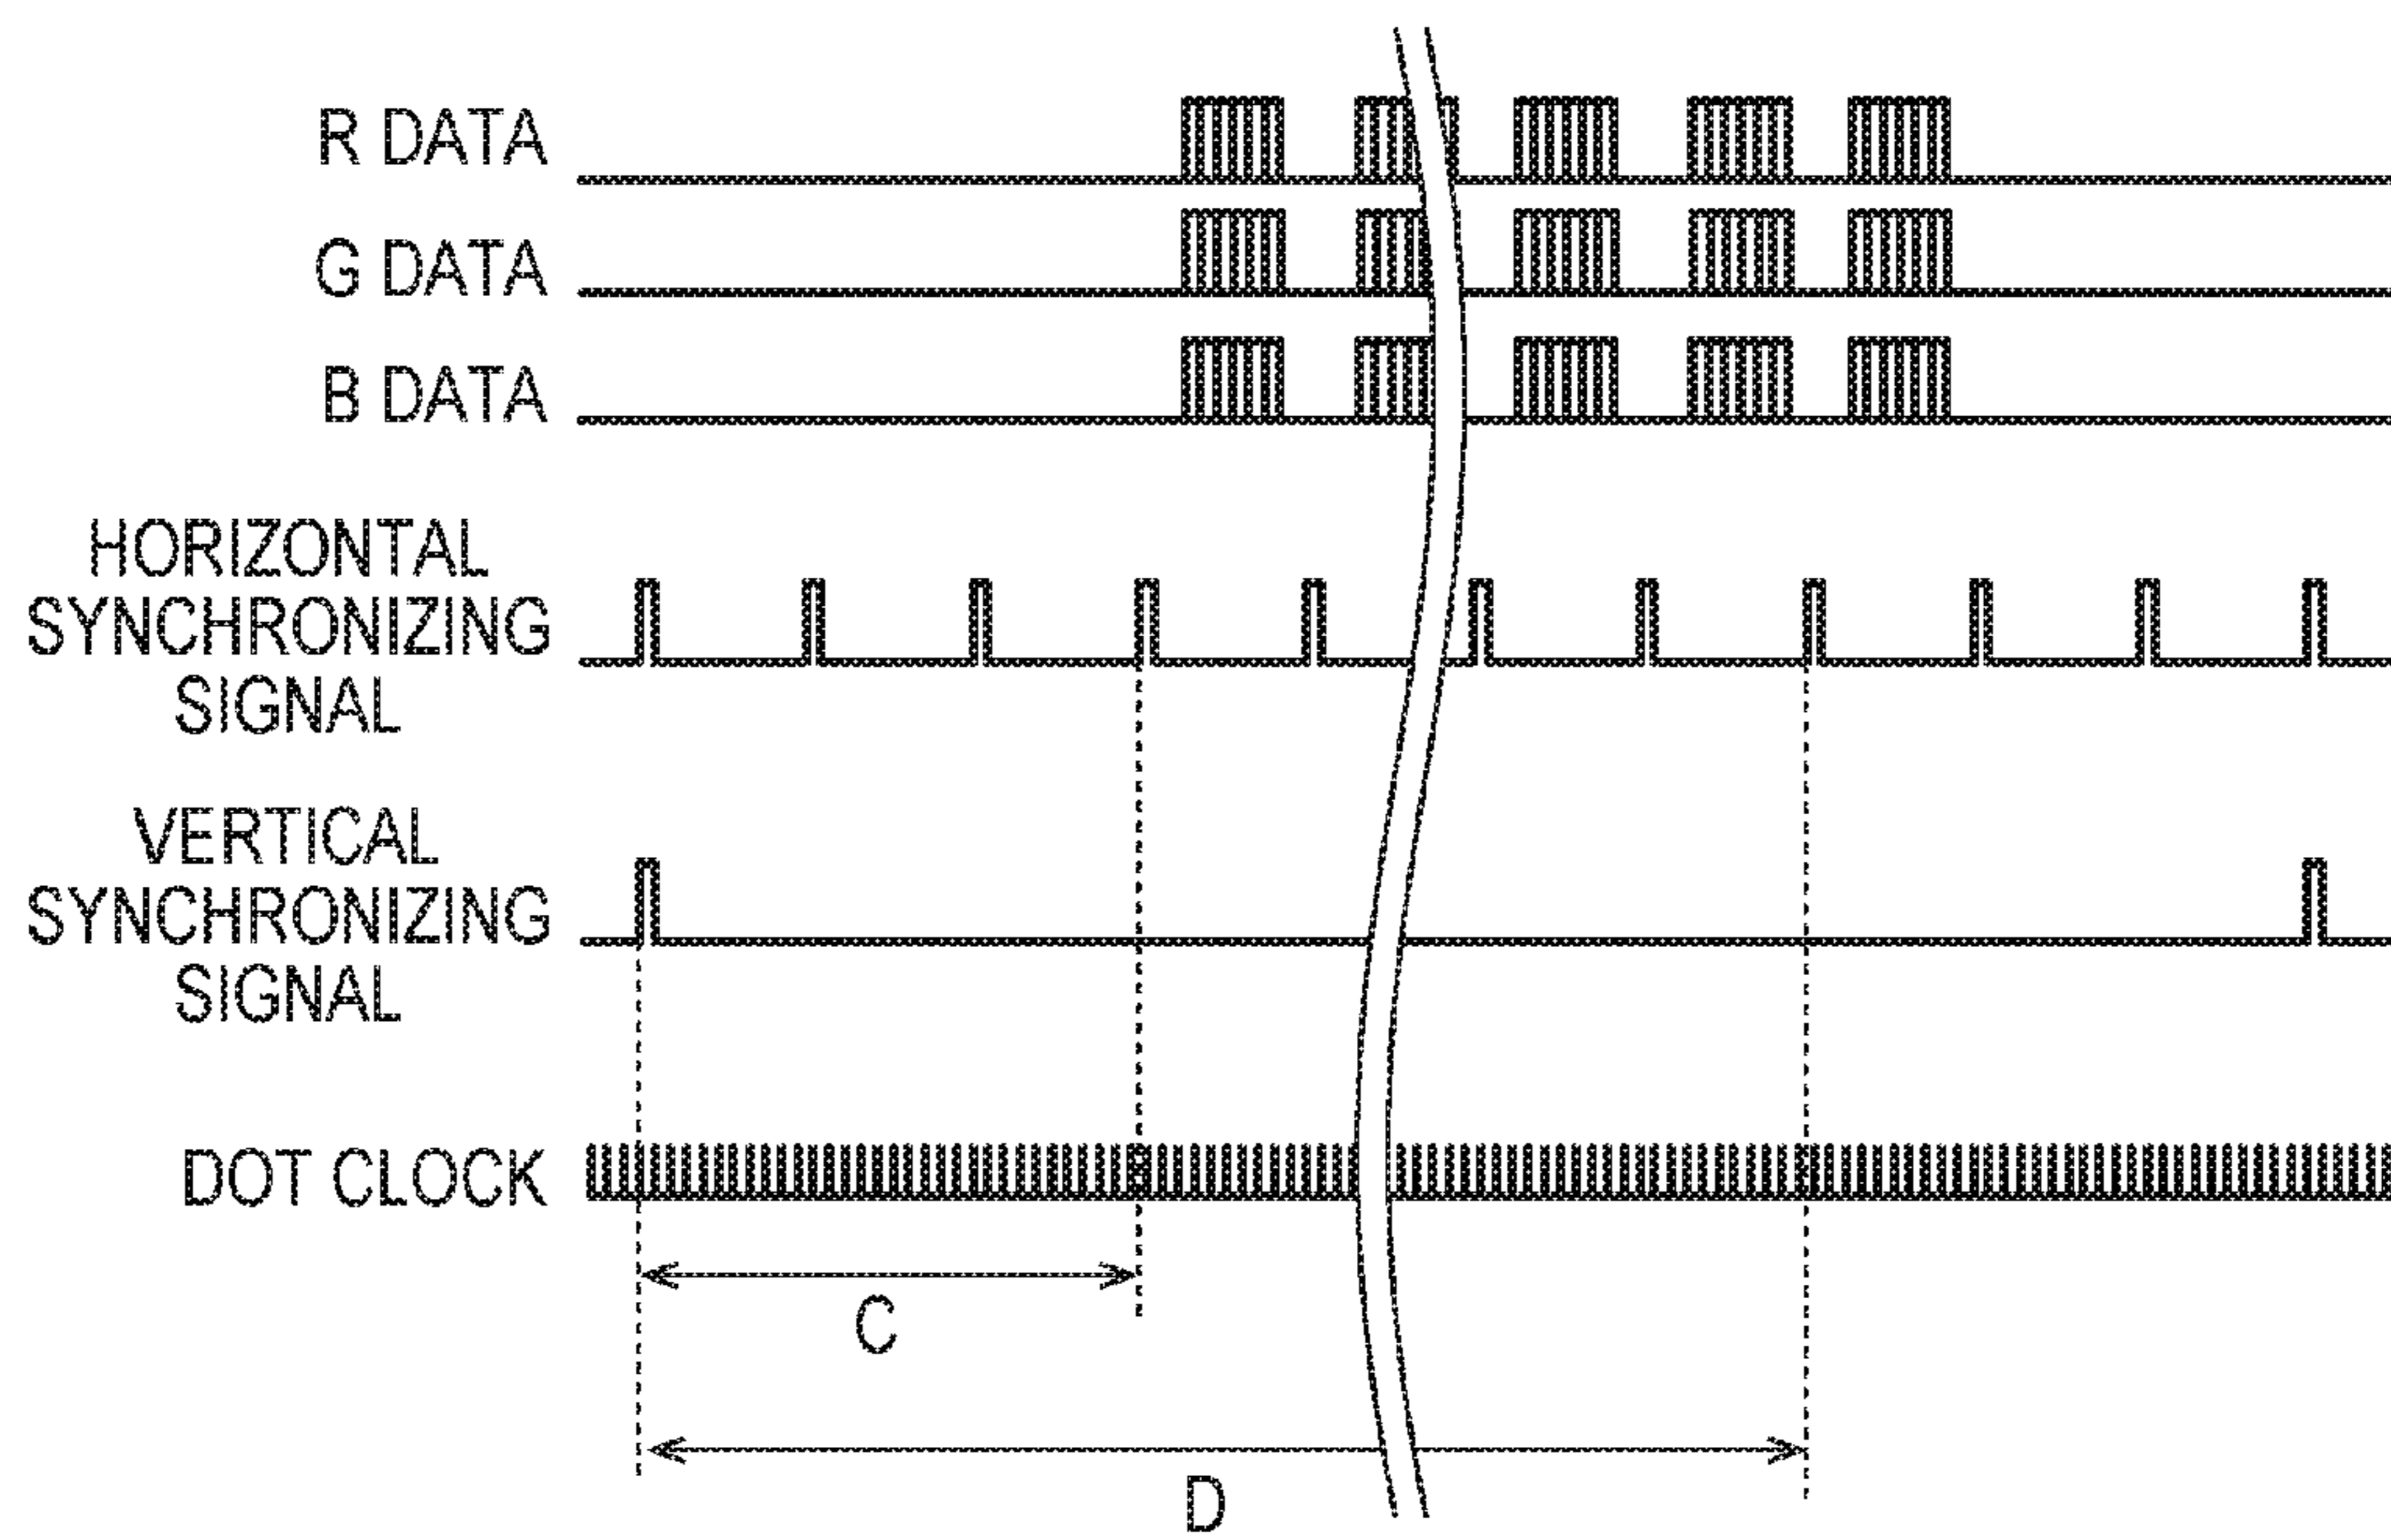 R DATA
G DATA
B DATA
HORIZONTAL
SYNCHRONIZING
SIGNAL
VERTICAL
SYNCHRONIZING
SIGNAL
DOT CLOCK
C
D